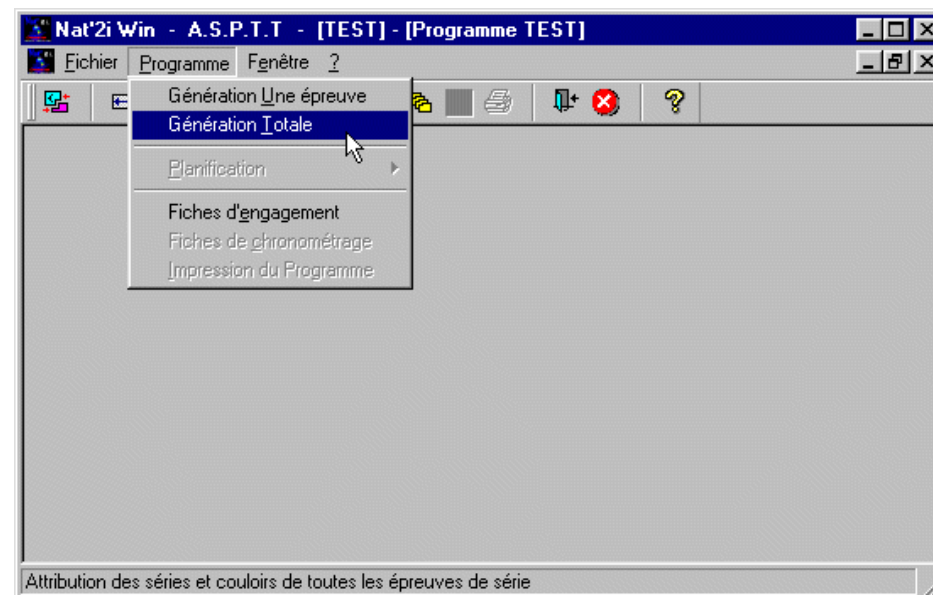 Nat'2i Win - A.S.P.T.T - [TEST] - [Programme TEST]
Fichier Programme Fenêtre ?
Génération Une épreuve
Génération Totale
Planification
Fiches d'engagement
Fiches de chronométrage
Impression du Programme
Attribution des séries et couloirs de toutes les épreuves de série